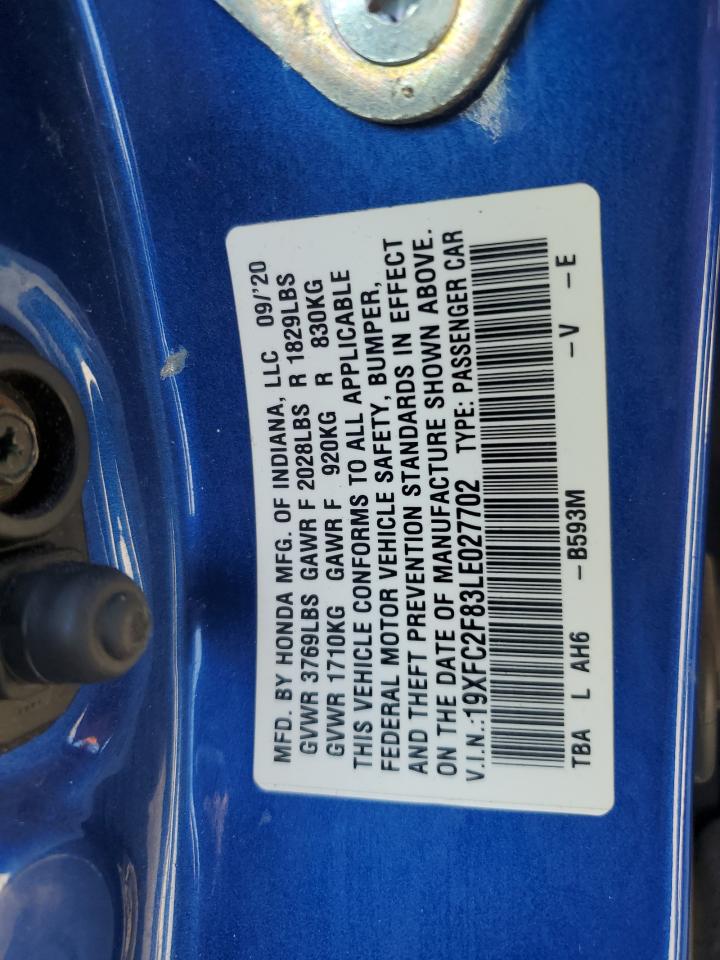 MFD. BY HONDA MFG. OF INDIANA, LLC 09/'20
GVWR 3769LBS GAWR F 2028LBS R 1829LBS
GVWR 1710KG GAWR F 920KG R 830KG
THIS VEHICLE CONFORMS TO ALL APPLICABLE
FEDERAL MOTOR VEHICLE SAFETY, BUMPER,
AND THEFT PREVENTION STANDARDS IN EFFECT
ON THE DATE OF MANUFACTURE SHOWN ABOVE.
V.I.N.:19XFC2F83LE027702 TYPE: PASSENGER CAR
TBA L AH6 -B593M -V -E